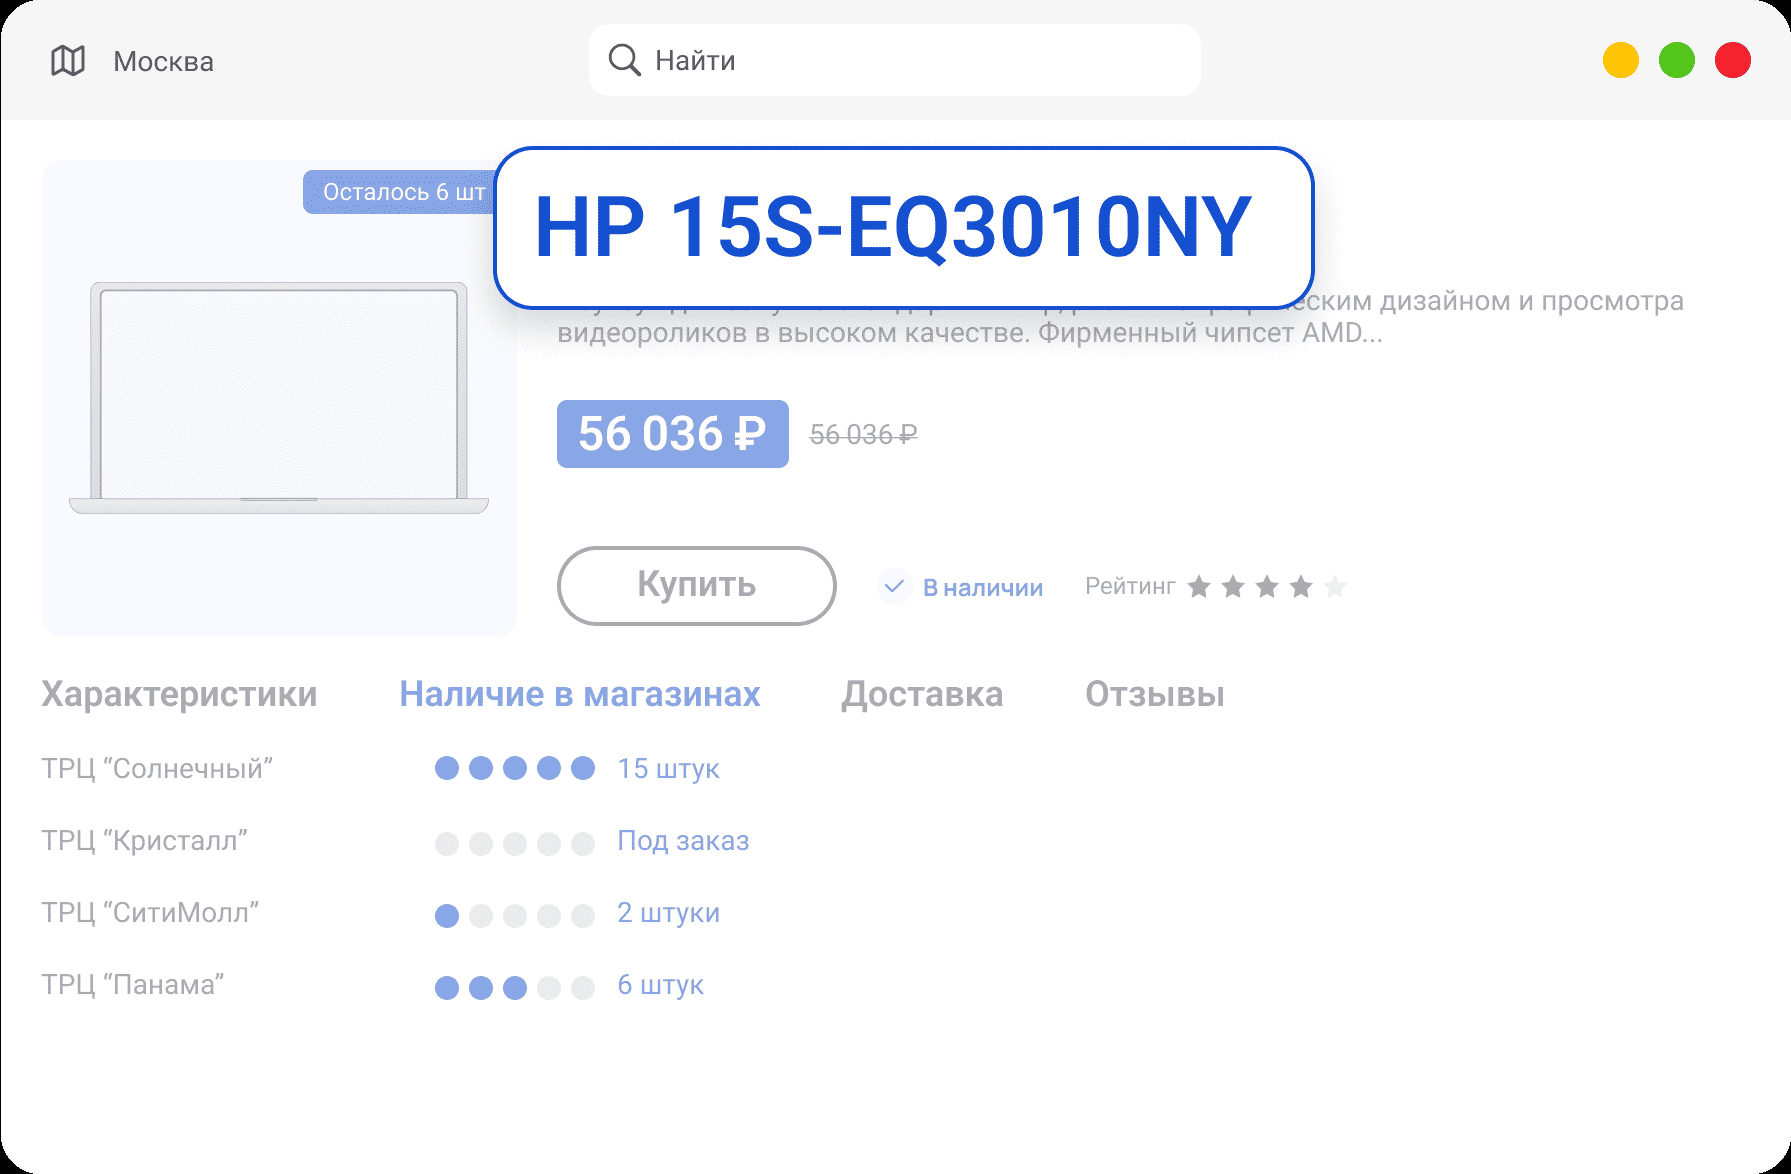 Москва
Найти
Осталось 6 шт
HP 15S-EQ3010NY
дизайном и просмотра
видеороликов в высоком качестве. Фирменный чипсет AMD...
56 036 ₽
56 036 ₽
Купить
В наличии
Рейтинг
Характеристики
Наличие в магазинах
Доставка
Отзывы
ТРЦ “Солнечный”
15 штук
ТРЦ “Кристалл”
Под заказ
ТРЦ “СитиМолл”
2 штуки
ТРЦ “Панама”
6 штук